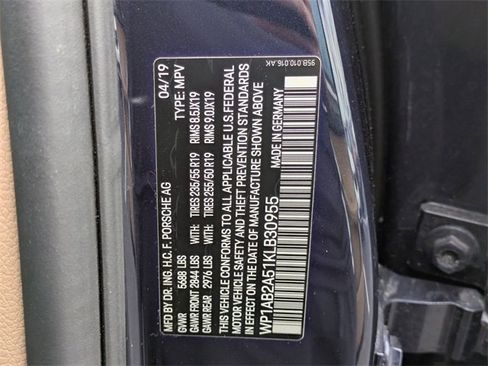 95B.010.016.AK
MFD BY DR. ING. H.C. F. PORSCHE AG 04/19
GVWR 5688 LBS TYPE: MPV
GAWR FRONT 2844 LBS WITH: TIRES 235/55 R19 RIMS 8.5JX19
GAWR REAR 2976 LBS WITH: TIRES 255/50 R19 RIMS 9.0JX19
THIS VEHICLE CONFORMS TO ALL APPLICABLE U.S.FEDERAL
MOTOR VEHICLE SAFETY AND THEFT PREVENTION STANDARDS
IN EFFECT ON THE DATE OF MANUFACTURE SHOWN ABOVE
WP1AB2A51KLB30955 MADE IN GERMANY